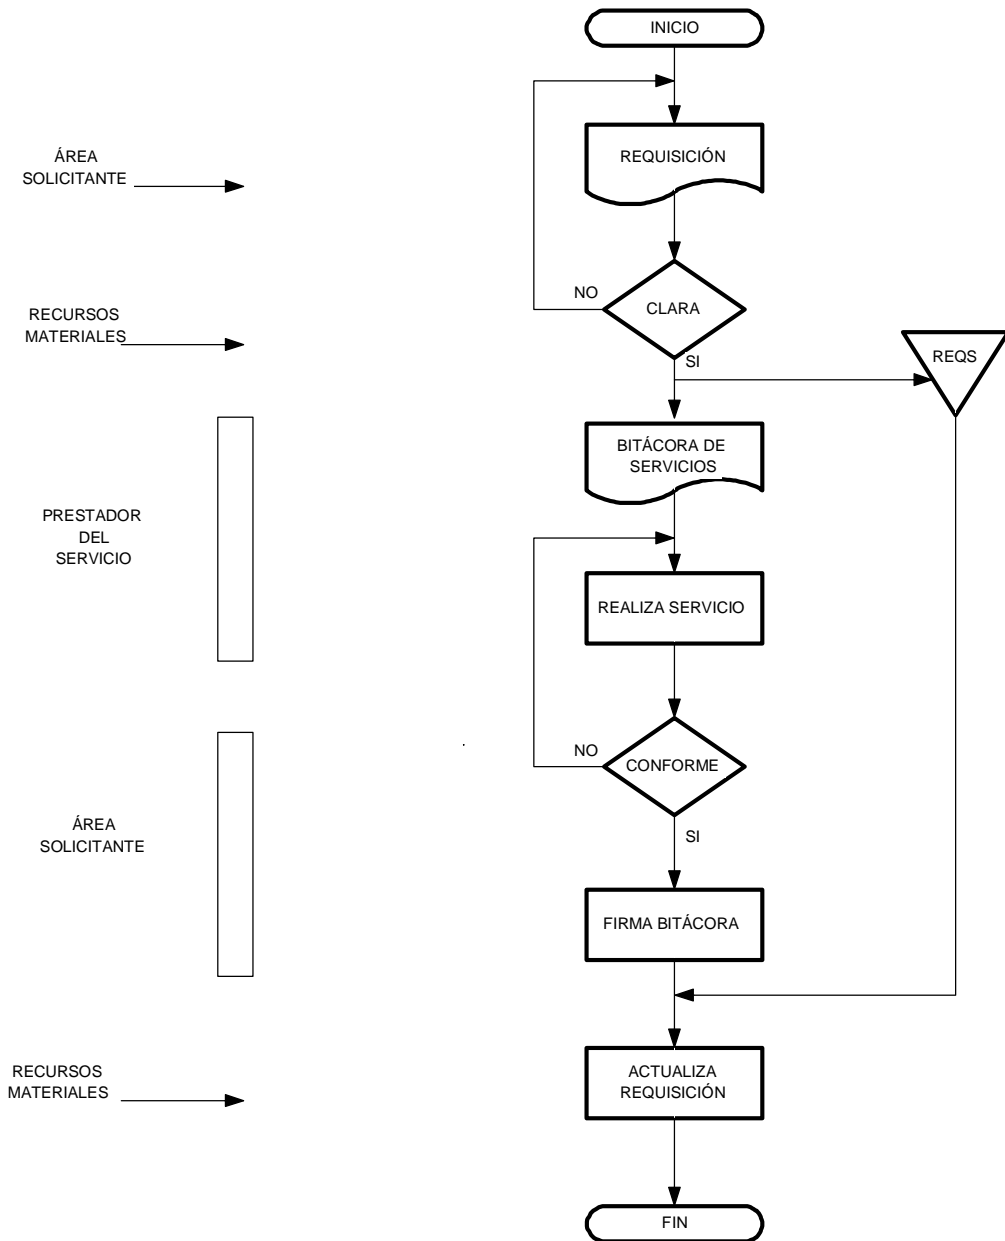 INICIO
ÁREA
SOLICITANTE
REQUISICIÓN
RECURSOS
MATERIALES
NO
CLARA
SI
REQS
BITÁCORA DE
SERVICIOS
PRESTADOR
DEL
SERVICIO
REALIZA SERVICIO
NO
CONFORME
SI
ÁREA
SOLICITANTE
FIRMA BITÁCORA
RECURSOS
MATERIALES
ACTUALIZA
REQUISICIÓN
FIN